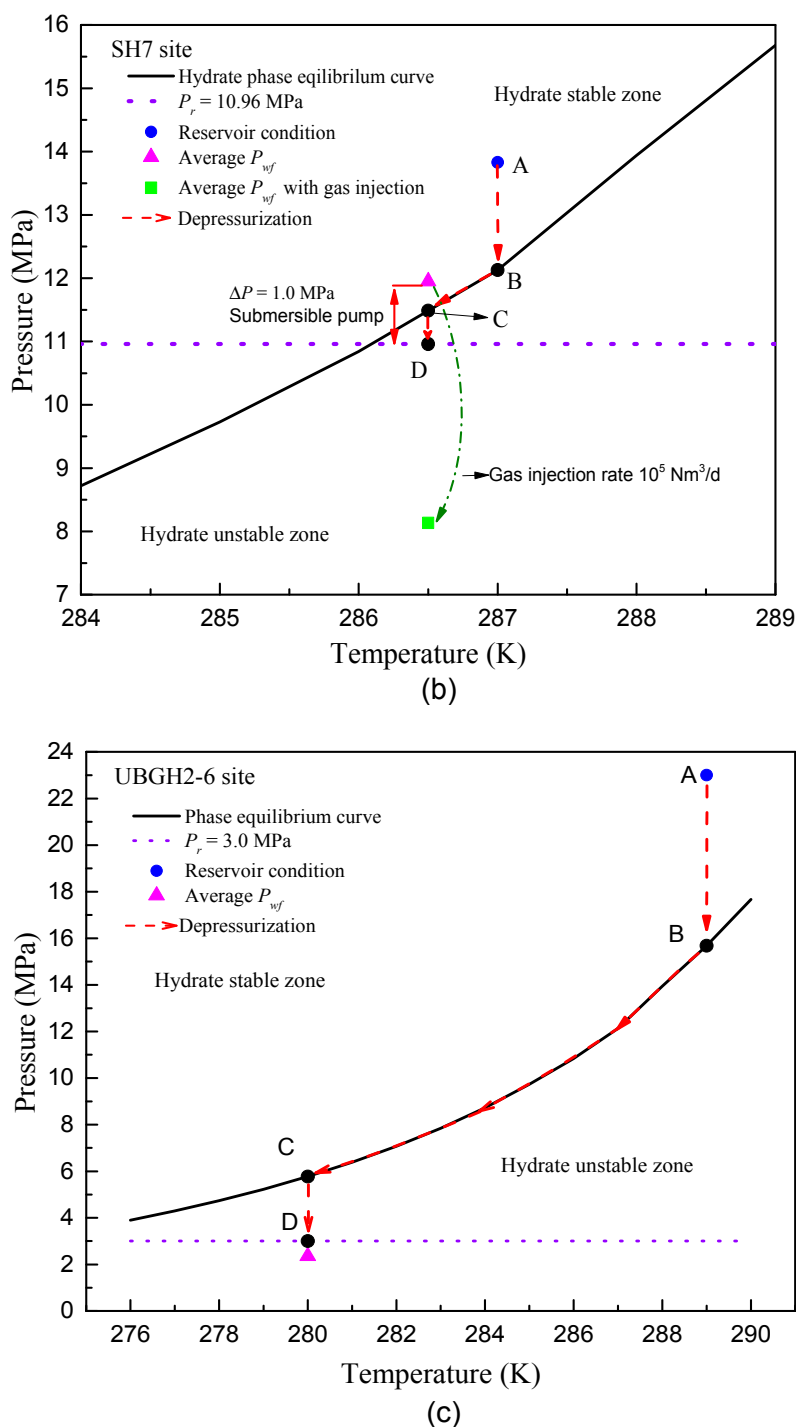 16
15
14
13
12
11
10
9
8
7
Pressure (MPa)
SH7 site
Hydrate phase eqilibrilum curve
P_r = 10.96 MPa
Reservoir condition
Average P_wf
Average P_wf with gas injection
Depressurization
Hydrate stable zone
A
B
ΔP = 1.0 MPa
Submersible pump
C
D
Gas injection rate 10⁵ Nm³/d
Hydrate unstable zone
284 285 286 287 288 289
Temperature (K)
(b)
24
22
20
18
16
14
12
10
8
6
4
2
0
Pressure (MPa)
UBGH2-6 site
Phase equilibrium curve
P_r = 3.0 MPa
Reservoir condition
Average P_wf
Depressurization
A
B
Hydrate stable zone
C
Hydrate unstable zone
D
276 278 280 282 284 286 288 290
Temperature (K)
(c)